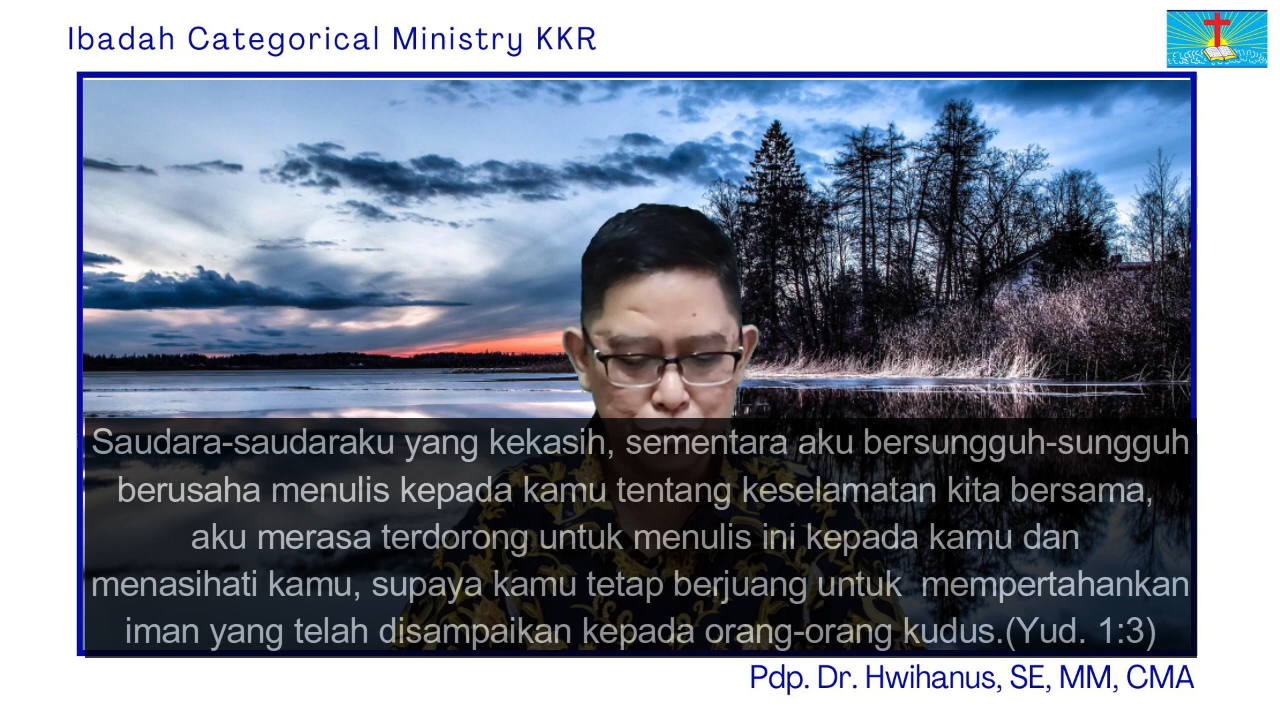 Ibadah Categorical Ministry KKR
Saudara-saudaraku yang kekasih, sementara aku bersungguh-sungguh
berusaha menulis kepada kamu tentang keselamatan kita bersama,
aku merasa terdorong untuk menulis ini kepada kamu dan
menasihati kamu, supaya kamu tetap berjuang untuk  mempertahankan
iman yang telah disampaikan kepada orang-orang kudus.(Yud. 1:3)
Pdp. Dr. Hwihanus, SE, MM, CMA